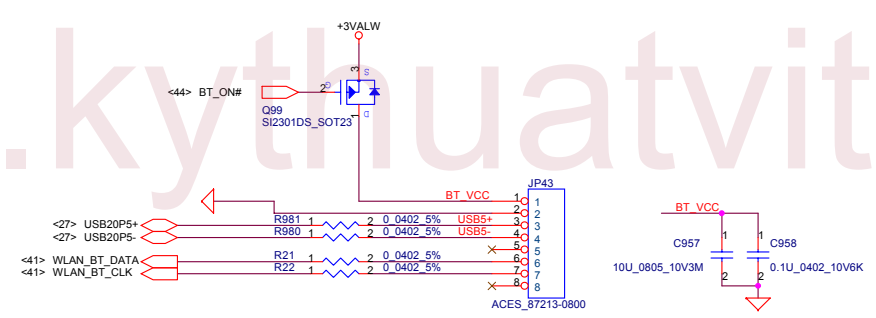 .kythuatvit
+3VALW
3
S
<44> BT_ON#
2
G
Q99
SI2301DS_SOT23
1
D
JP43
BT_VCC
1
1
2
2
<27> USB20P5+
R981
1
2
0_0402_5%
USB5+
3
3
<27> USB20P5-
R980
1
2
0_0402_5%
USB5-
4
4
5
5
<41> WLAN_BT_DATA
R21
1
2
0_0402_5%
6
6
<41> WLAN_BT_CLK
R22
1
2
0_0402_5%
7
7
8
8
ACES_87213-0800
BT_VCC
1
1
C957
C958
10U_0805_10V3M
0.1U_0402_10V6K
2
2